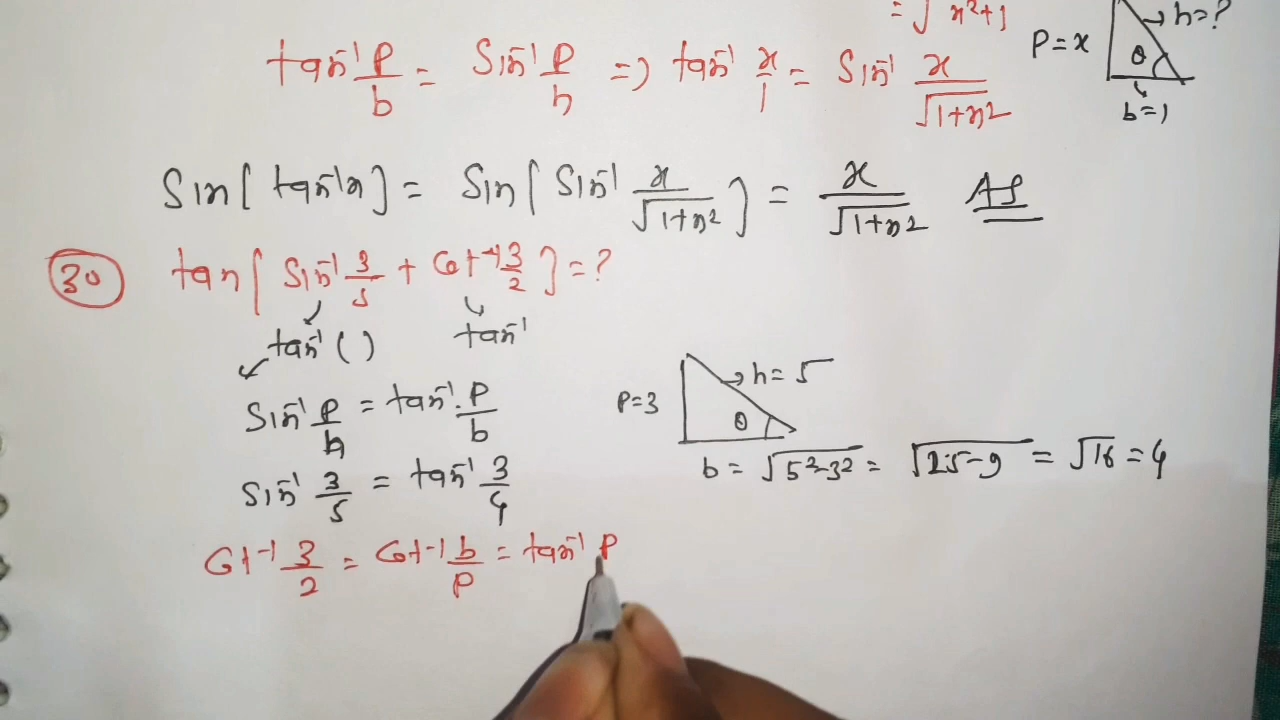 = √x²+1
P=x θ h=?
b=1
tan⁻¹ P/b = Sin⁻¹ P/h => tan⁻¹ x/1 = Sin⁻¹ x/√1+x²
Sin[ tan⁻¹x] = Sin[ Sin⁻¹ x/√1+x² ] = x/√1+x² AS
30 tan[ Sin⁻¹ 3/5 + Cot⁻¹ 3/2 ] = ?
tan⁻¹ ( ) tan⁻¹
Sin⁻¹ P/h = tan⁻¹. P/b
P=3 θ h=5
b = √5²-3² = √25-9 = √16 = 4
Sin⁻¹ 3/5 = tan⁻¹ 3/4
Cot⁻¹ 3/2 = Cot⁻¹ b/P = tan⁻¹ P